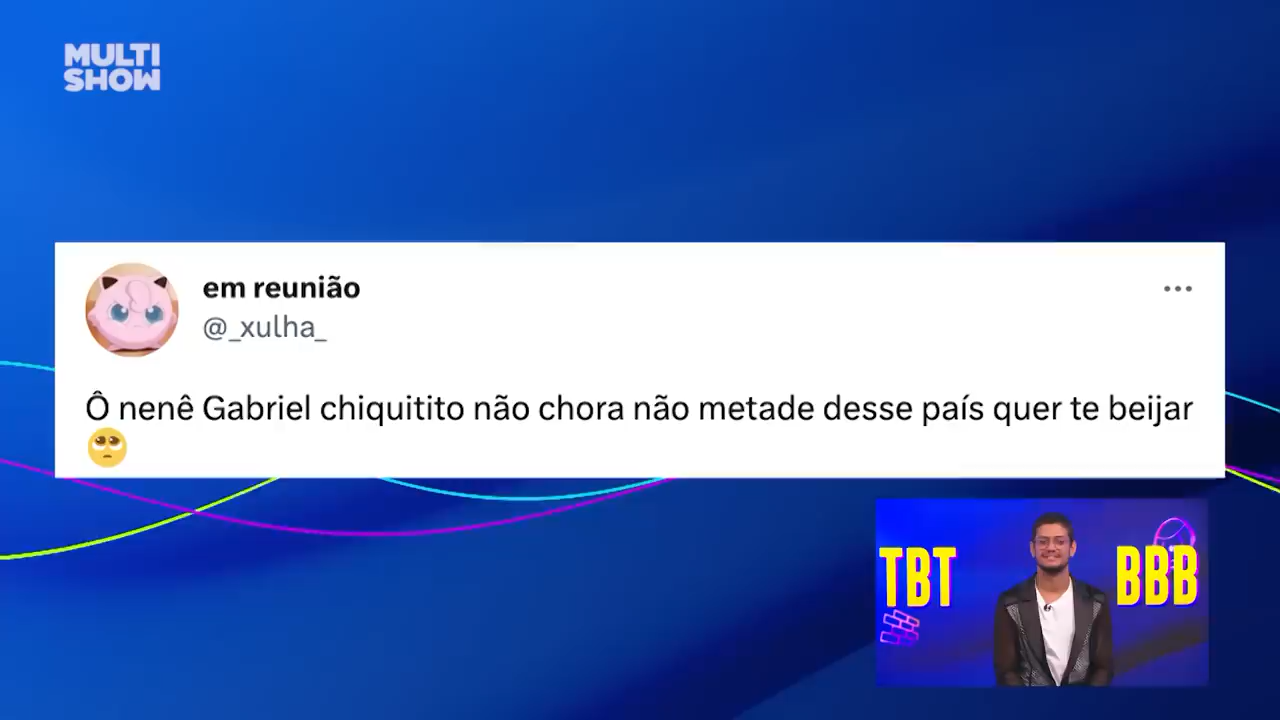 MULTI
SHOW
em reunião
@_xulha_
Ô nenê Gabriel chiquitito não chora não metade desse país quer te beijar
🥺
TBT
BBB